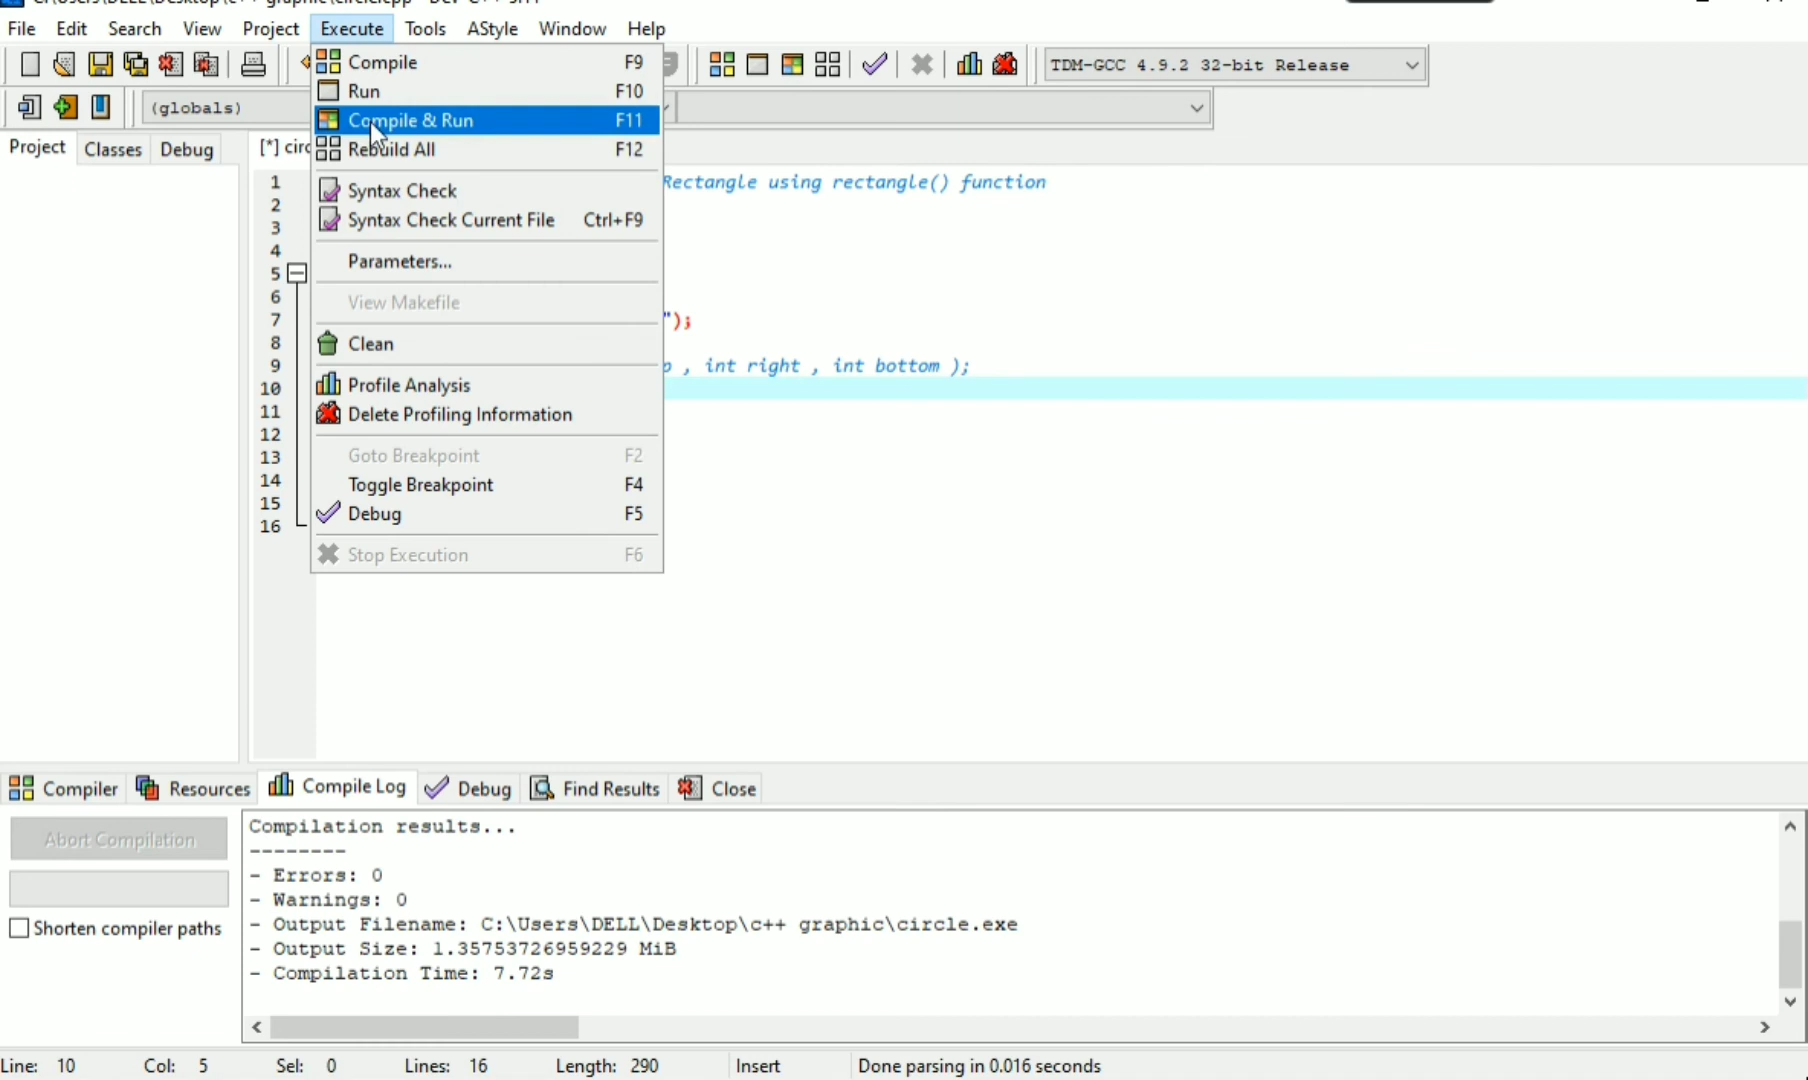 File Edit Search View Project Execute Tools AStyle Window Help
TDM-GCC 4.9.2 32-bit Release
(globals)
Project Classes Debug
[*] circ
Compile F9
Run F10
Compile & Run F11
Rebuild All F12
Syntax Check
Syntax Check Current File Ctrl+F9
Parameters...
View Makefile
Clean
Profile Analysis
Delete Profiling Information
Goto Breakpoint F2
Toggle Breakpoint F4
Debug F5
Stop Execution F6
1 Rectangle using rectangle() function
2
3
4
5
6
7 ");
8
9 p , int right , int bottom );
10
11
12
13
14
15
16
Compiler Resources Compile Log Debug Find Results Close
Abort Compilation
Shorten compiler paths
Compilation results...
--------
- Errors: 0
- Warnings: 0
- Output Filename: C:\Users\DELL\Desktop\c++ graphic\circle.exe
- Output Size: 1.35753726959229 MiB
- Compilation Time: 7.72s
Line: 10 Col: 5 Sel: 0 Lines: 16 Length: 290 Insert Done parsing in 0.016 seconds